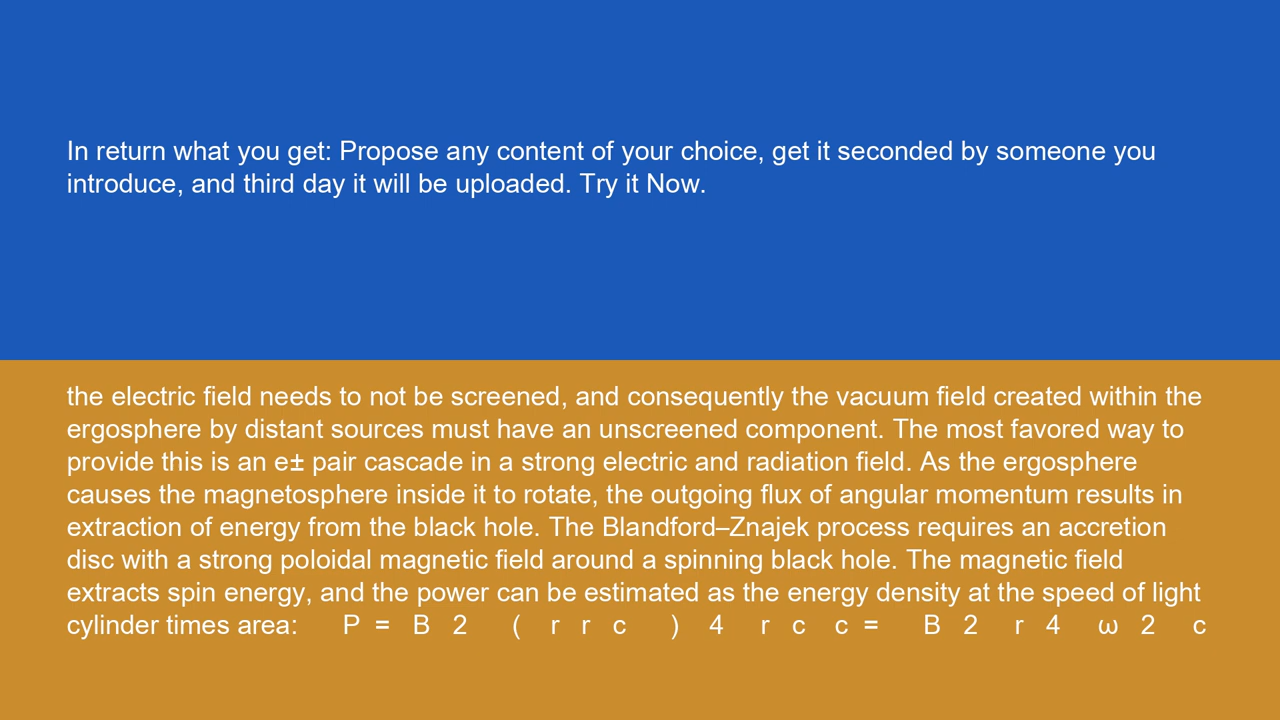 In return what you get: Propose any content of your choice, get it seconded by someone you
introduce, and third day it will be uploaded. Try it Now.
the electric field needs to not be screened, and consequently the vacuum field created within the
ergosphere by distant sources must have an unscreened component. The most favored way to
provide this is an e± pair cascade in a strong electric and radiation field. As the ergosphere
causes the magnetosphere inside it to rotate, the outgoing flux of angular momentum results in
extraction of energy from the black hole. The Blandford–Znajek process requires an accretion
disc with a strong poloidal magnetic field around a spinning black hole. The magnetic field
extracts spin energy, and the power can be estimated as the energy density at the speed of light
cylinder times area: P = B 2 ( r r c ) 4 r c c = B 2 r 4 ω 2 c